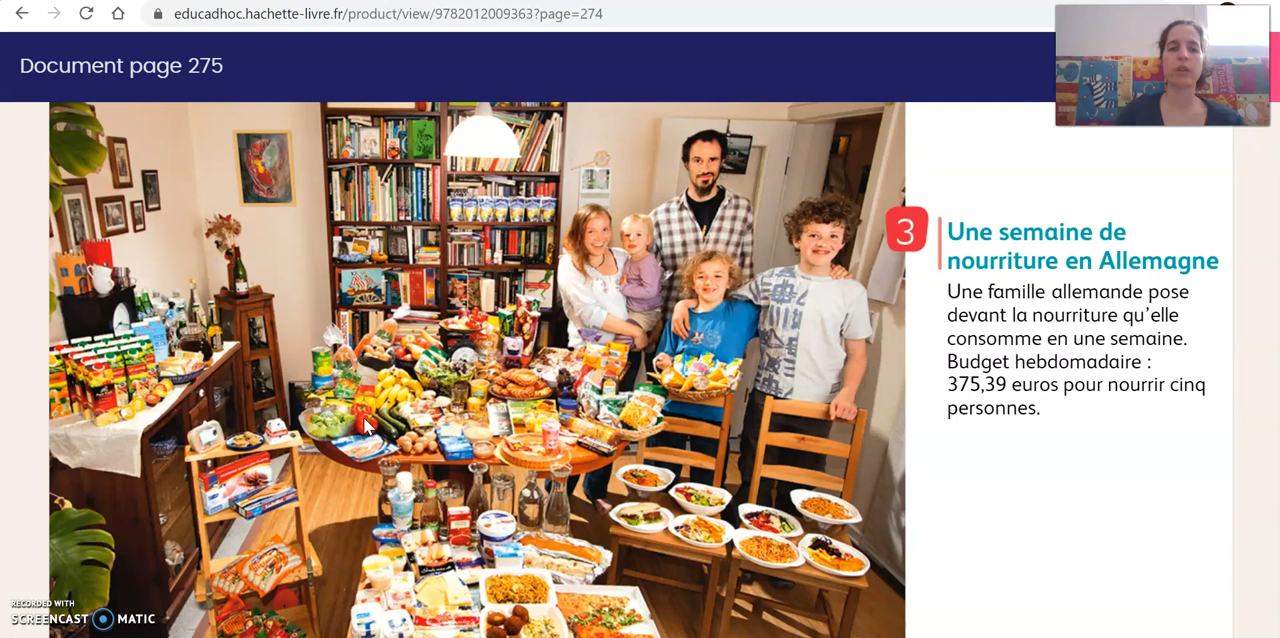 educadhoc.hachette-livre.fr/product/view/9782012009363?page=274
Document page 275
3
Une semaine de
nourriture en Allemagne
Une famille allemande pose
devant la nourriture qu'elle
consomme en une semaine.
Budget hebdomadaire :
375,39 euros pour nourrir cinq
personnes.
RECORDED WITH
SCREENCAST MATIC